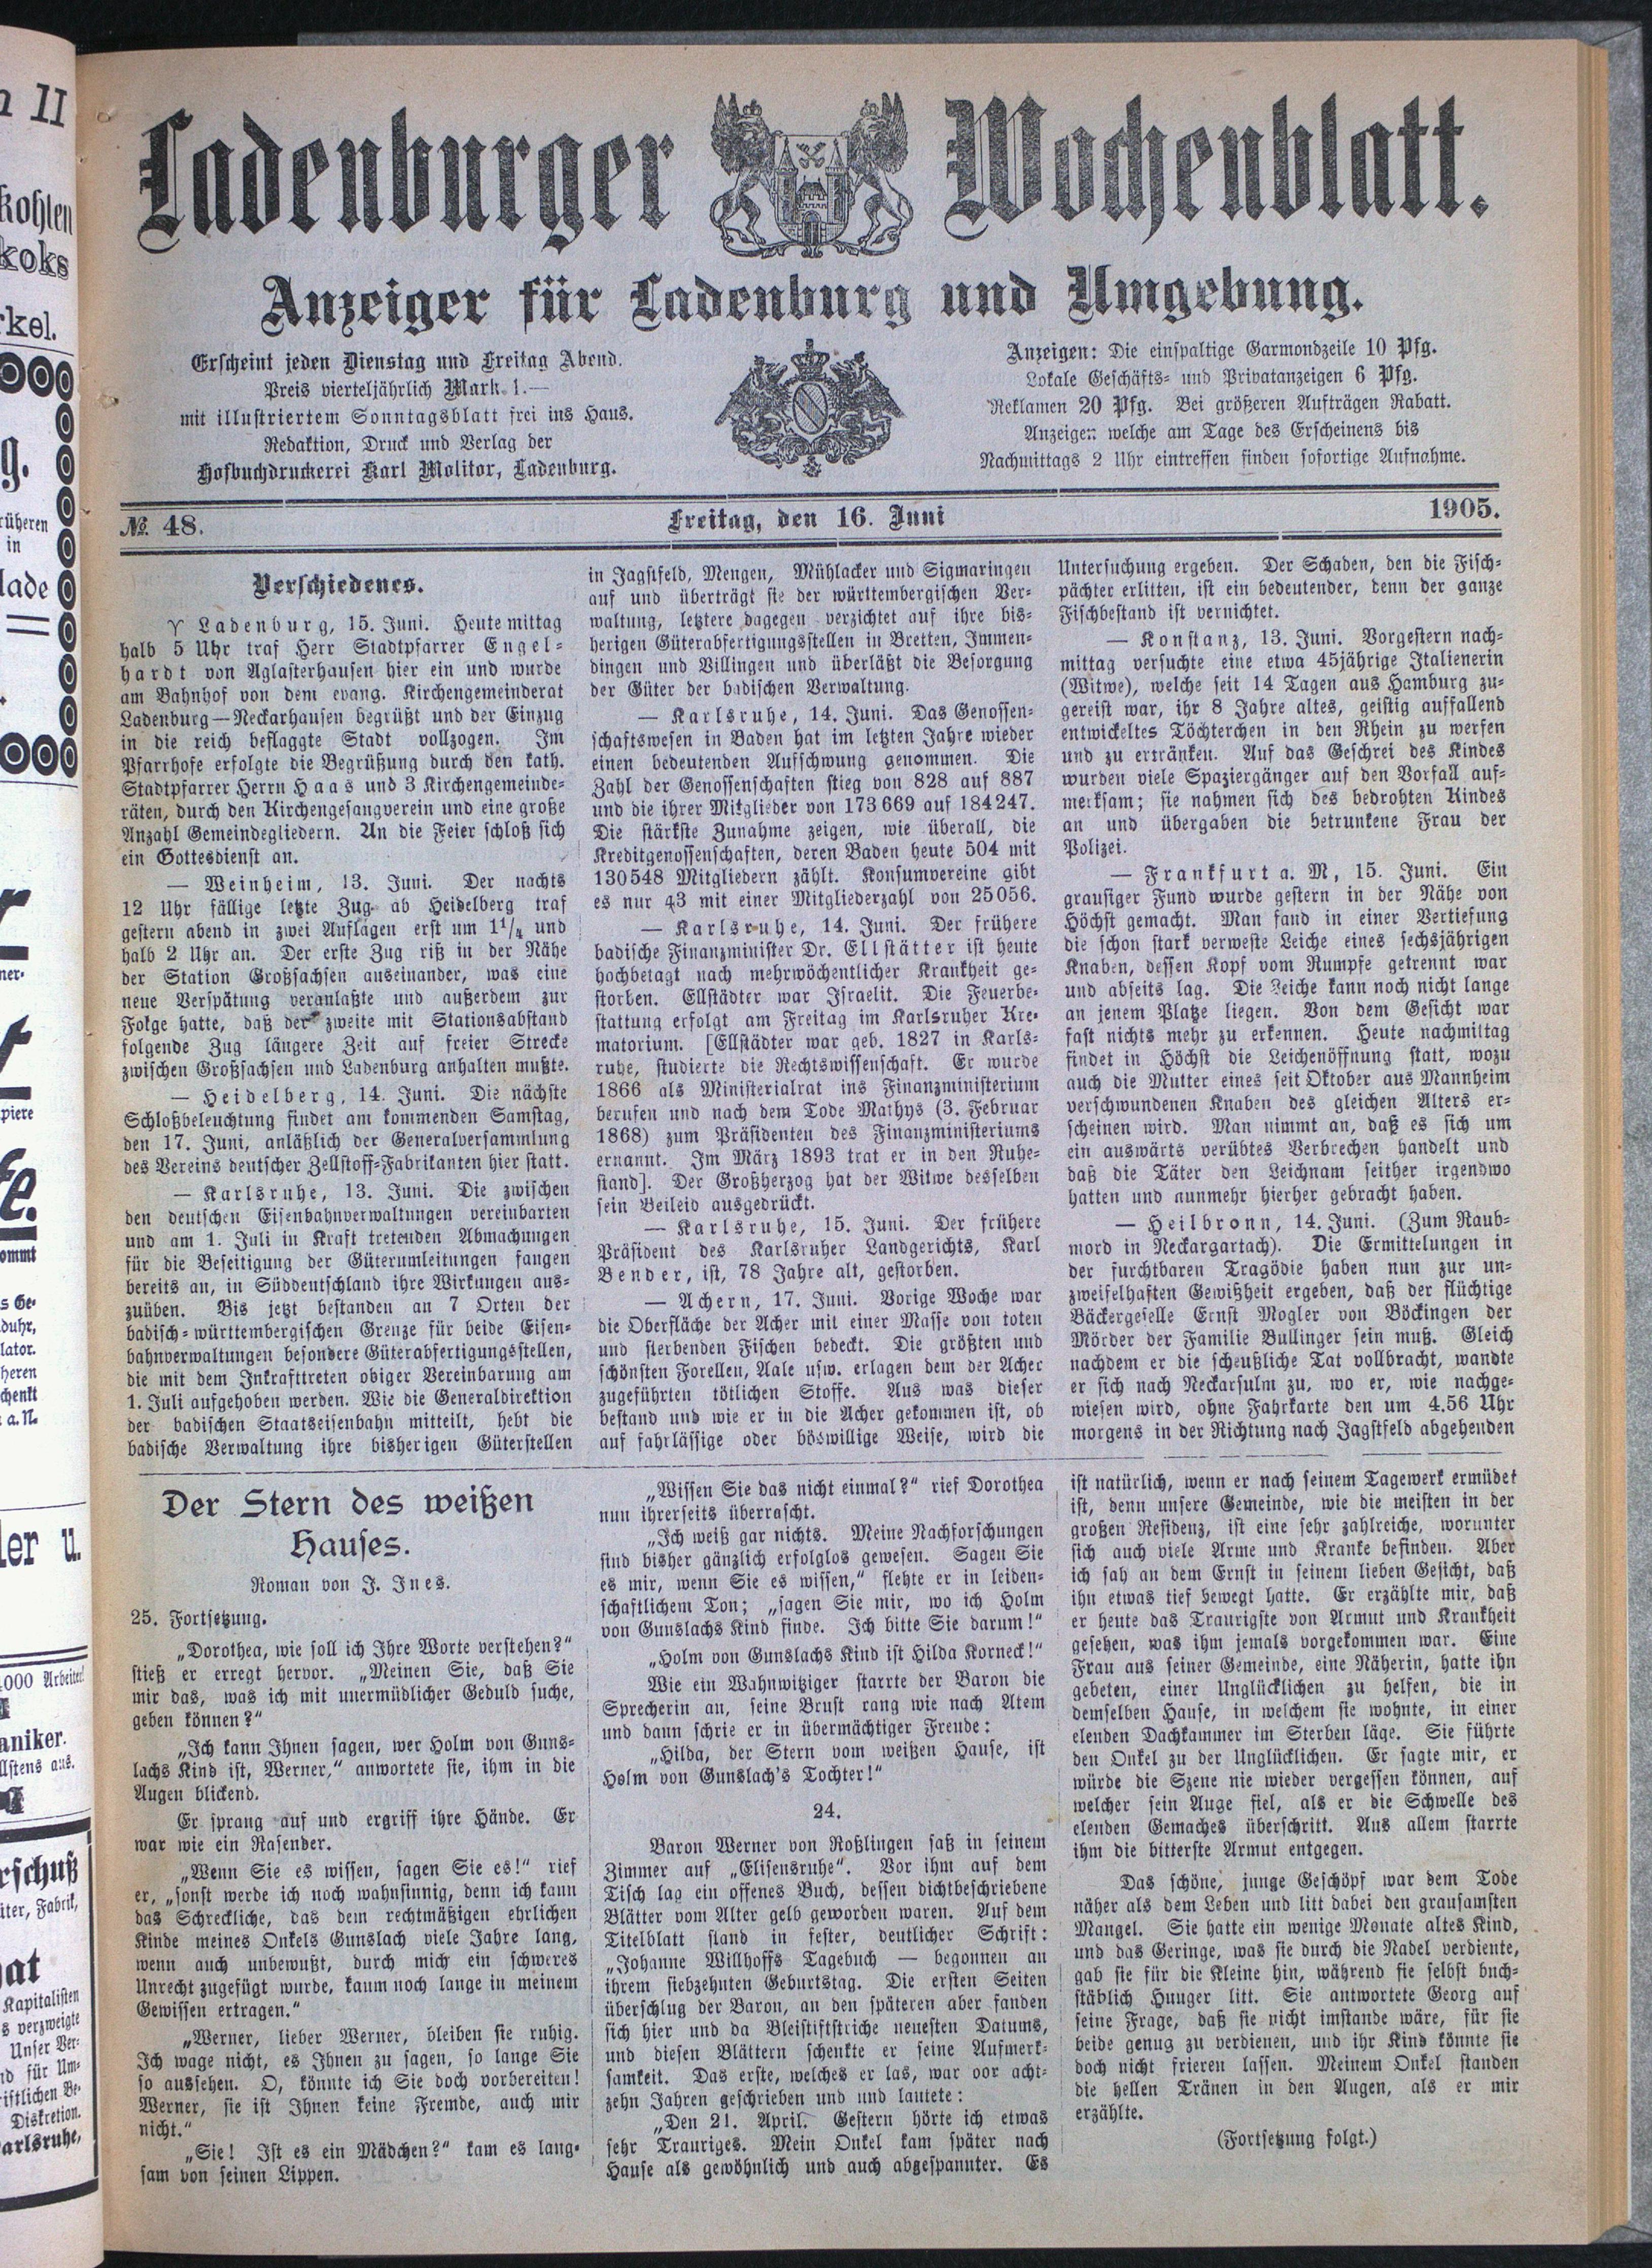 Ladenburger Wochenblatt.
Anzeiger für Ladenburg und Umgebung.
Erscheint jeden Dienstag und Freitag Abend.
Preis vierteljährlich Mark 1.—
mit illustriertem Sonntagsblatt frei ins Haus.
Redaktion, Druck und Verlag der
Hofbuchdruckerei Karl Molitor, Ladenburg.
Anzeigen: Die einspaltige Garmondzeile 10 Pfg.
Lokale Geschäfts- und Privatanzeigen 6 Pfg.
Reklamen 20 Pfg. Bei größeren Aufträgen Rabatt.
Anzeigen welche am Tage des Erscheinens bis
Nachmittags 2 Uhr eintreffen finden sofortige Aufnahme.
№ 48. Freitag, den 16. Juni 1905.
Verschiedenes.
Ladenburg, 15. Juni. Heute mittag
halb 5 Uhr traf Herr Stadtpfarrer Engel-
hardt von Aglasterhausen hier ein und wurde
am Bahnhof von dem evang. Kirchengemeinderat
Ladenburg—Neckarhausen begrüßt und der Einzug
in die reich beflaggte Stadt vollzogen. Im
Pfarrhofe erfolgte die Begrüßung durch den kath.
Stadtpfarrer Herrn Haas und 3 Kirchengemeinde-
räten, durch den Kirchengesangverein und eine große
Anzahl Gemeindegliedern. An die Feier schloß sich
ein Gottesdienst an.
— Weinheim, 13. Juni. Der nachts
12 Uhr fällige letzte Zug ab Heidelberg traf
gestern abend in zwei Auflagen erst um 1¼ und
halb 2 Uhr an. Der erste Zug riß in der Nähe
der Station Großsachsen auseinander, was eine
neue Verspätung veranlaßte und außerdem zur
Folge hatte, daß der zweite mit Stationsabstand
folgende Zug längere Zeit auf freier Strecke
zwischen Großsachsen und Ladenburg anhalten mußte.
— Heidelberg, 14. Juni. Die nächste
Schloßbeleuchtung findet am kommenden Samstag,
den 17. Juni, anläßlich der Generalversammlung
des Vereins deutscher Zellstoff-Fabrikanten hier statt.
— Karlsruhe, 13. Juni. Die zwischen
den deutschen Eisenbahnverwaltungen vereinbarten
und am 1. Juli in Kraft tretenden Abmachungen
für die Beseitigung der Güterumleitungen fangen
bereits an, in Süddeutschland ihre Wirkungen aus-
zuüben. Bis jetzt bestanden an 7 Orten der
badisch-württembergischen Grenze für beide Eisen-
bahnverwaltungen besondere Güterabfertigungsstellen,
die mit dem Inkrafttreten obiger Vereinbarung am
1. Juli aufgehoben werden. Wie die Generaldirektion
der badischen Staatseisenbahn mitteilt, hebt die
badische Verwaltung ihre bisherigen Güterstellen
in Jagstfeld, Mengen, Mühlacker und Sigmaringen
auf und überträgt sie der württembergischen Ver-
waltung, letztere dagegen verzichtet auf ihre bis-
herigen Güterabfertigungsstellen in Bretten, Immen-
dingen und Villingen und überläßt die Besorgung
der Güter der badischen Verwaltung.
— Karlsruhe, 14. Juni. Das Genossen-
schaftswesen in Baden hat im letzten Jahre wieder
einen bedeutenden Aufschwung genommen. Die
Zahl der Genossenschaften stieg von 828 auf 887
und die ihrer Mitglieder von 173669 auf 184247.
Die stärkste Zunahme zeigen, wie überall, die
Kreditgenossenschaften, deren Baden heute 504 mit
130548 Mitgliedern zählt. Konsumvereine gibt
es nur 43 mit einer Mitgliederzahl von 25056.
— Karlsruhe, 14. Juni. Der frühere
badische Finanzminister Dr. Ellstätter ist heute
hochbetagt nach mehrwöchentlicher Krankheit ge-
storben. Ellstädter war Israelit. Die Feuerbe-
stattung erfolgt am Freitag im Karlsruher Kre-
matorium. [Ellstädter war geb. 1827 in Karls-
ruhe, studierte die Rechtswissenschaft. Er wurde
1866 als Ministerialrat ins Finanzministerium
berufen und nach dem Tode Mathys (3. Februar
1868) zum Präsidenten des Finanzministeriums
ernannt. Im März 1893 trat er in den Ruhe-
stand]. Der Großherzog hat der Witwe desselben
sein Beileid ausgedrückt.
— Karlsruhe, 15. Juni. Der frühere
Präsident des Karlsruher Landgerichts, Karl
Bender, ist, 78 Jahre alt, gestorben.
— Achern, 17. Juni. Vorige Woche war
die Oberfläche der Acher mit einer Masse von toten
und sterbenden Fischen bedeckt. Die größten und
schönsten Forellen, Aale usw. erlagen dem der Acher
zugeführten tötlichen Stoffe. Aus was dieser
bestand und wie er in die Acher gekommen ist, ob
auf fahrlässige oder böswillige Weise, wird die
Untersuchung ergeben. Der Schaden, den die Fisch-
pächter erlitten, ist ein bedeutender, denn der ganze
Fischbestand ist vernichtet.
— Konstanz, 13. Juni. Vorgestern nach-
mittag versuchte eine etwa 45jährige Italienerin
(Witwe), welche seit 14 Tagen aus Hamburg zu-
gereist war, ihr 8 Jahre altes, geistig auffallend
entwickeltes Töchterchen in den Rhein zu werfen
und zu ertränken. Auf das Geschrei des Kindes
wurden viele Spaziergänger auf den Vorfall auf-
merksam; sie nahmen sich des bedrohten Kindes
an und übergaben die betrunkene Frau der
Polizei.
— Frankfurt a. M, 15. Juni. Ein
grausiger Fund wurde gestern in der Nähe von
Höchst gemacht. Man fand in einer Vertiefung
die schon stark verweste Leiche eines sechsjährigen
Knaben, dessen Kopf vom Rumpfe getrennt war
und abseits lag. Die Leiche kann noch nicht lange
an jenem Platze liegen. Von dem Gesicht war
fast nichts mehr zu erkennen. Heute nachmittag
findet in Höchst die Leichenöffnung statt, wozu
auch die Mutter eines seit Oktober aus Mannheim
verschwundenen Knaben des gleichen Alters er-
scheinen wird. Man nimmt an, daß es sich um
ein auswärts verübtes Verbrechen handelt und
daß die Täter den Leichnam seither irgendwo
hatten und nunmehr hierher gebracht haben.
— Heilbronn, 14. Juni. (Zum Raub-
mord in Neckargartach). Die Ermittelungen in
der furchtbaren Tragödie haben nun zur un-
zweifelhaften Gewißheit ergeben, daß der flüchtige
Bäckergeselle Ernst Mogler von Böckingen der
Mörder der Familie Bullinger sein muß. Gleich
nachdem er die scheußliche Tat vollbracht, wandte
er sich nach Neckarsulm zu, wo er, wie nachge-
wiesen wird, ohne Fahrkarte den um 4.56 Uhr
morgens in der Richtung nach Jagstfeld abgehenden
Der Stern des weißen
Hauses.
Roman von J. Ines.
25. Fortsetzung.
„Dorothea, wie soll ich Ihre Worte verstehen?“
stieß er erregt hervor. „Meinen Sie, daß Sie
mir das, was ich mit unermüdlicher Geduld suche,
geben können?“
„Ich kann Ihnen sagen, wer Holm von Guns-
lachs Kind ist, Werner,“ anwortete sie, ihm in die
Augen blickend.
Er sprang auf und ergriff ihre Hände. Er
war wie ein Rasender.
„Wenn Sie es wissen, sagen Sie es!“ rief
er, „sonst werde ich noch wahnsinnig, denn ich kann
das Schreckliche, das dem rechtmäßigen ehrlichen
Kinde meines Onkels Gunslach viele Jahre lang,
wenn auch unbewußt, durch mich ein schweres
Unrecht zugefügt wurde, kaum noch lange in meinem
Gewissen ertragen.“
„Werner, lieber Werner, bleiben sie ruhig.
Ich wage nicht, es Ihnen zu sagen, so lange Sie
so aussehen. O, könnte ich Sie doch vorbereiten!
Werner, sie ist Ihnen keine Fremde, auch mir
nicht.“
„Sie! Ist es ein Mädchen?“ kam es lang-
sam von seinen Lippen.
„Wissen Sie das nicht einmal?“ rief Dorothea
nun ihrerseits überrascht.
„Ich weiß gar nichts. Meine Nachforschungen
sind bisher gänzlich erfolglos gewesen. Sagen Sie
es mir, wenn Sie es wissen,“ flehte er in leiden-
schaftlichem Ton; „sagen Sie mir, wo ich Holm
von Gunslachs Kind finde. Ich bitte Sie darum!“
„Holm von Gunslachs Kind ist Hilda Korneck!“
Wie ein Wahnwitziger starrte der Baron die
Sprecherin an, seine Brust rang wie nach Atem
und dann schrie er in übermächtiger Freude:
„Hilda, der Stern vom weißen Hause, ist
Holm von Gunslach's Tochter!“
24.
Baron Werner von Roßlingen saß in seinem
Zimmer auf „Elisensruhe“. Vor ihm auf dem
Tisch lag ein offenes Buch, dessen dichtbeschriebene
Blätter vom Alter gelb geworden waren. Auf dem
Titelblatt stand in fester, deutlicher Schrift:
„Johanne Willhoffs Tagebuch — begonnen an
ihrem siebzehnten Geburtstag. Die ersten Seiten
überschlug der Baron, an den späteren aber fanden
sich hier und da Bleistiftstriche neuesten Datums,
und diesen Blättern schenkte er seine Aufmerk-
samkeit. Das erste, welches er las, war vor acht-
zehn Jahren geschrieben und und lautete:
„Den 21. April. Gestern hörte ich etwas
sehr Trauriges. Mein Onkel kam später nach
Hause als gewöhnlich und auch abgespannter. Es
ist natürlich, wenn er nach seinem Tagewerk ermüdet
ist, denn unsere Gemeinde, wie die meisten in der
großen Residenz, ist eine sehr zahlreiche, worunter
sich auch viele Arme und Kranke befinden. Aber
ich sah an dem Ernst in seinem lieben Gesicht, daß
ihn etwas tief bewegt hatte. Er erzählte mir, daß
er heute das Traurigste von Armut und Krankheit
gesehen, was ihm jemals vorgekommen war. Eine
Frau aus seiner Gemeinde, eine Näherin, hatte ihn
gebeten, einer Unglücklichen zu helfen, die in
demselben Hause, in welchem sie wohnte, in einer
elenden Dachkammer im Sterben läge. Sie führte
den Onkel zu der Unglücklichen. Er sagte mir, er
würde die Szene nie wieder vergessen können, auf
welcher sein Auge fiel, als er die Schwelle des
elenden Gemaches überschritt. Aus allem starrte
ihm die bitterste Armut entgegen.
Das schöne, junge Geschöpf war dem Tode
näher als dem Leben und litt dabei den grausamsten
Mangel. Sie hatte ein wenige Monate altes Kind,
und das Geringe, was sie durch die Nadel verdiente,
gab sie für die Kleine hin, während sie selbst buch-
stäblich Hunger litt. Sie antwortete Georg auf
seine Frage, daß sie nicht imstande wäre, für sie
beide genug zu verdienen, und ihr Kind könnte sie
doch nicht frieren lassen. Meinem Onkel standen
die hellen Tränen in den Augen, als er mir
erzählte.
(Fortsetzung folgt.)